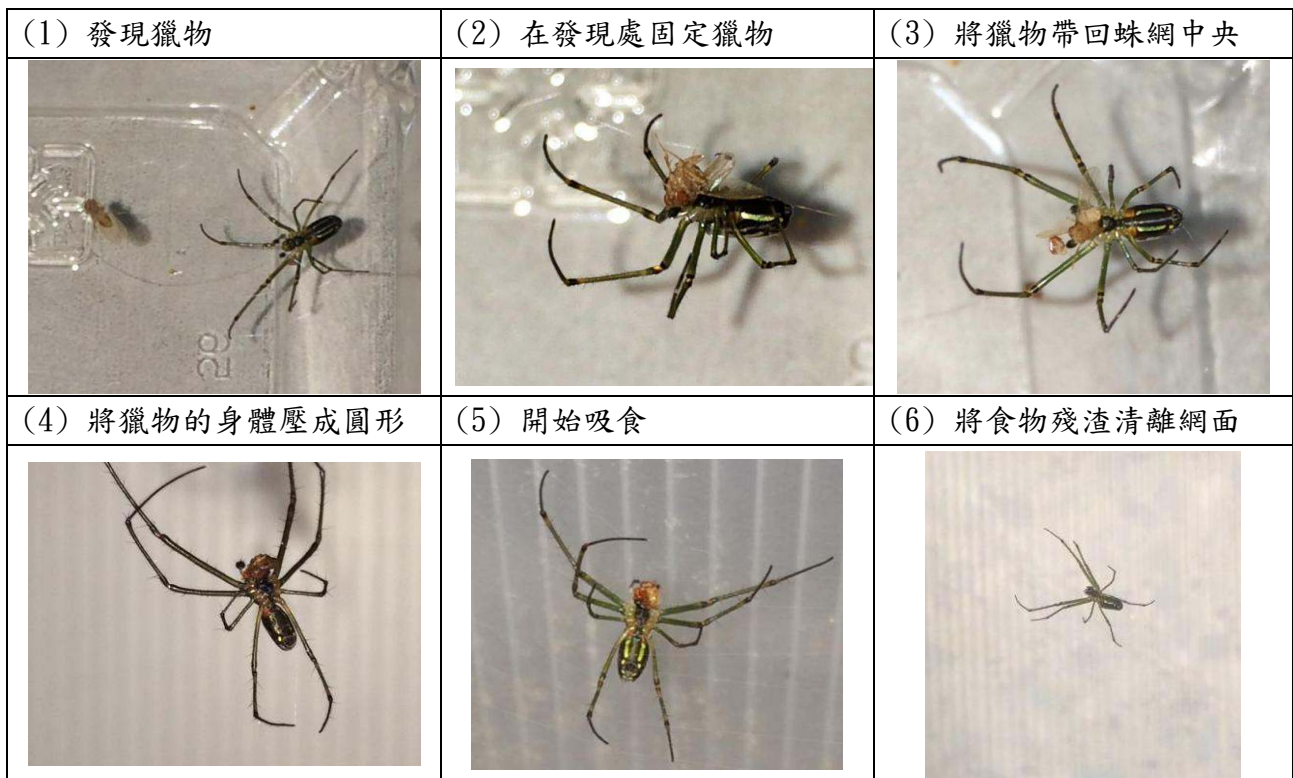 (1) 發現獵物
(2) 在發現處固定獵物
(3) 將獵物帶回蛛網中央
28
(4) 將獵物的身體壓成圓形
(5) 開始吸食
(6) 將食物殘渣清離網面